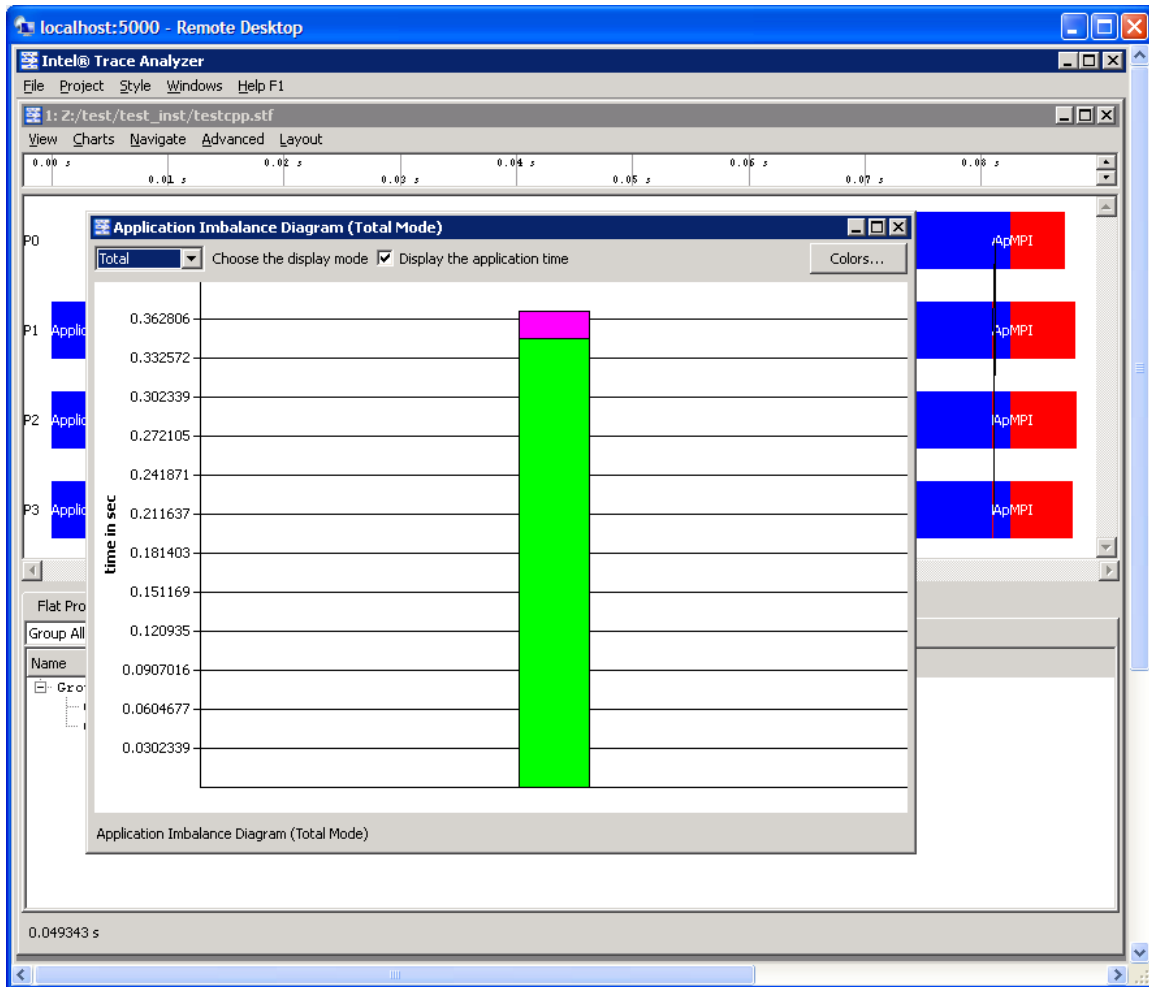 localhost:5000 - Remote Desktop
Intel® Trace Analyzer
File Project Style Windows Help F1
1: Z:/test/test_inst/testcpp.stf
View Charts Navigate Advanced Layout
0.00 s 0.02 s 0.04 s 0.06 s 0.08 s
0.01 s 0.03 s 0.05 s 0.07 s
Application Imbalance Diagram (Total Mode)
Total Choose the display mode Display the application time Colors...
P0 ApMPI
P1 Applic ApMPI
P2 Applic ApMPI
P3 Applic ApMPI
0.362806
0.332572
0.302339
0.272105
0.241871
0.211637
0.181403
0.151169
0.120935
0.0907016
0.0604677
0.0302339
time in sec
Application Imbalance Diagram (Total Mode)
Flat Pro
Group All
Name
Gro
0.049343 s